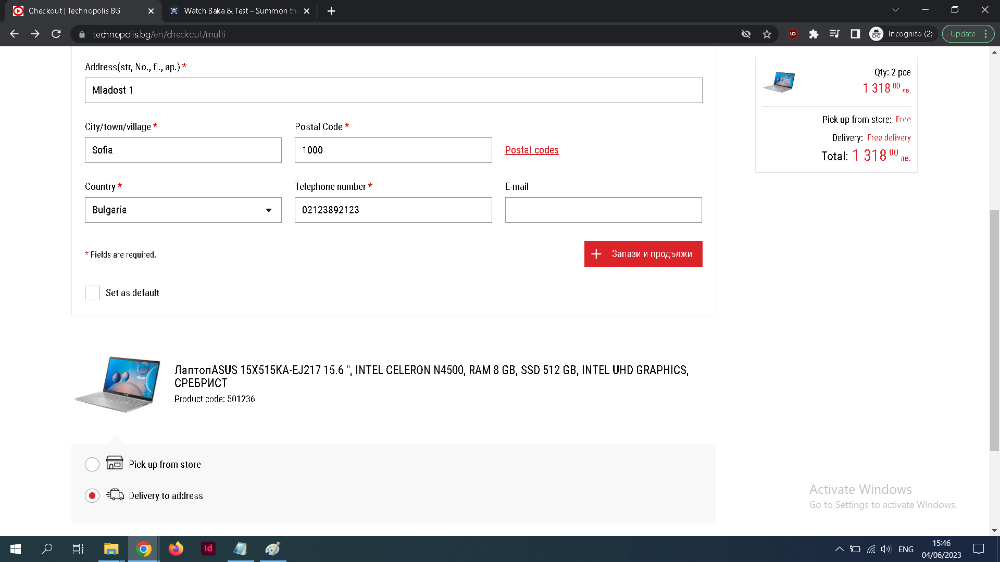 Checkout | Technopolis BG
Watch Baka & Test – Summon th
technopolis.bg/en/checkout/multi
Incognito (2)
Update
Address(str, No., fl., ap.) *
Mladost 1
City/town/village *
Postal Code *
Sofia
1000
Postal codes
Country *
Telephone number *
E-mail
Bulgaria
02123892123
* Fields are required.
Запази и продължи
Set as default
Qty: 2 pce
1 318 00 лв.
Pick up from store: Free
Delivery: Free delivery
Total: 1 318 00 лв.
ЛаптопASUS 15X515KA-EJ217 15.6 ", INTEL CELERON N4500, RAM 8 GB, SSD 512 GB, INTEL UHD GRAPHICS,
СРЕБРИСТ
Product code: 501236
Pick up from store
Delivery to address
Activate Windows
Go to Settings to activate Windows.
Id
ENG
15:46
04/06/2023